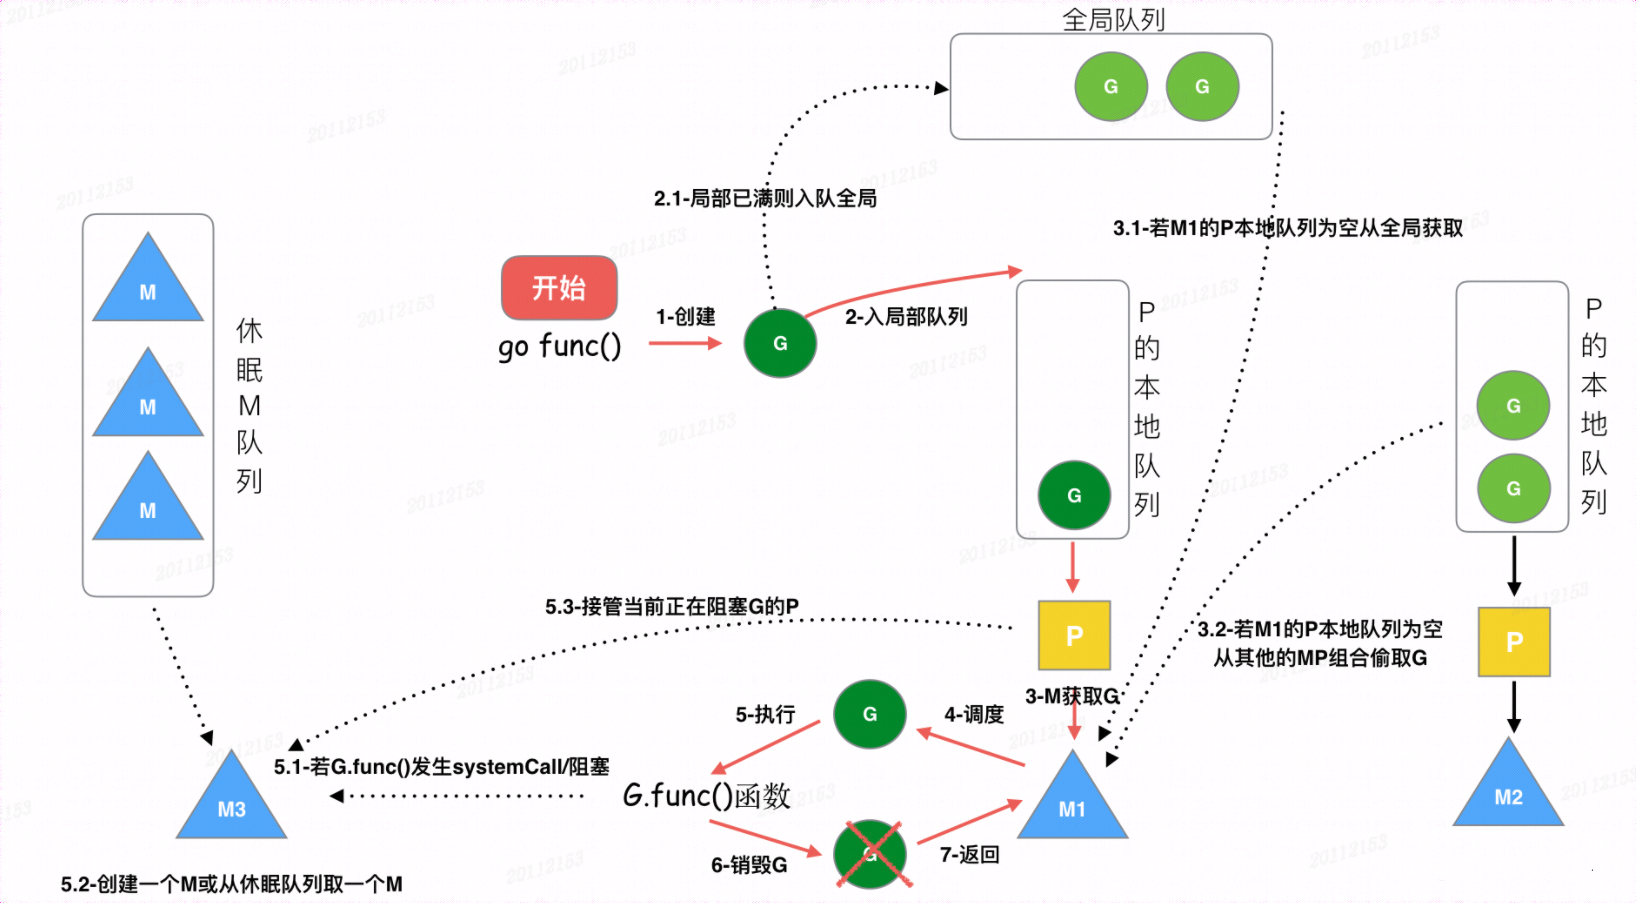 全局队列
G
G
2.1-局部已满则入队全局
3.1-若M1的P本地队列为空从全局获取
开始
go func()
1-创建
G
2-入局部队列
P的本地队列
G
P的本地队列
G
G
M
M
M
休眠M队列
5.3-接管当前正在阻塞G的P
P
3-M获取G
3.2-若M1的P本地队列为空
从其他的MP组合偷取G
P
5-执行
G
4-调度
5.1-若G.func()发生systemCall/阻塞
G.func()函数
M3
M1
M2
6-销毁G
G
7-返回
5.2-创建一个M或从休眠队列取一个M
20112153